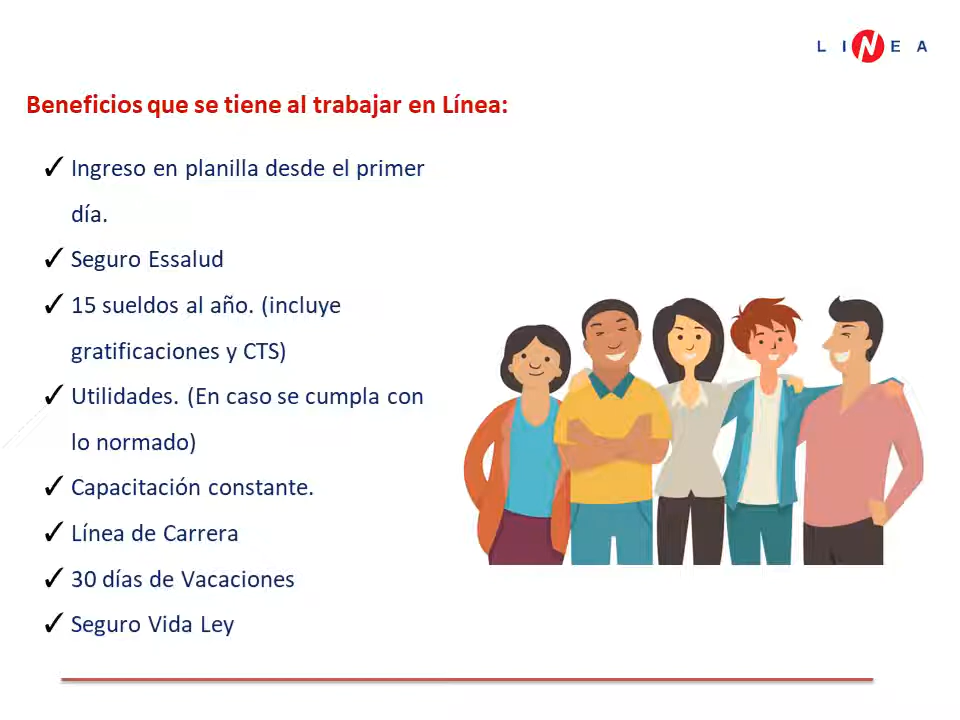 L I N E A
Beneficios que se tiene al trabajar en Línea:
✓ Ingreso en planilla desde el primer
día.
✓ Seguro Essalud
✓ 15 sueldos al año. (incluye
gratificaciones y CTS)
✓ Utilidades. (En caso se cumpla con
lo normado)
✓ Capacitación constante.
✓ Línea de Carrera
✓ 30 días de Vacaciones
✓ Seguro Vida Ley